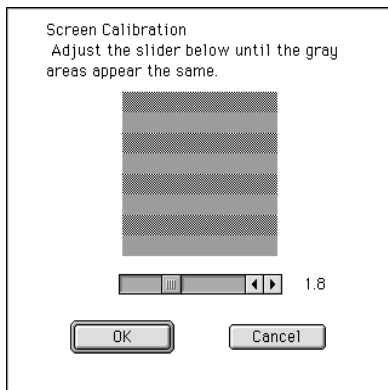 Screen Calibration
Adjust the slider below until the gray
areas appear the same.
1.8
OK
Cancel